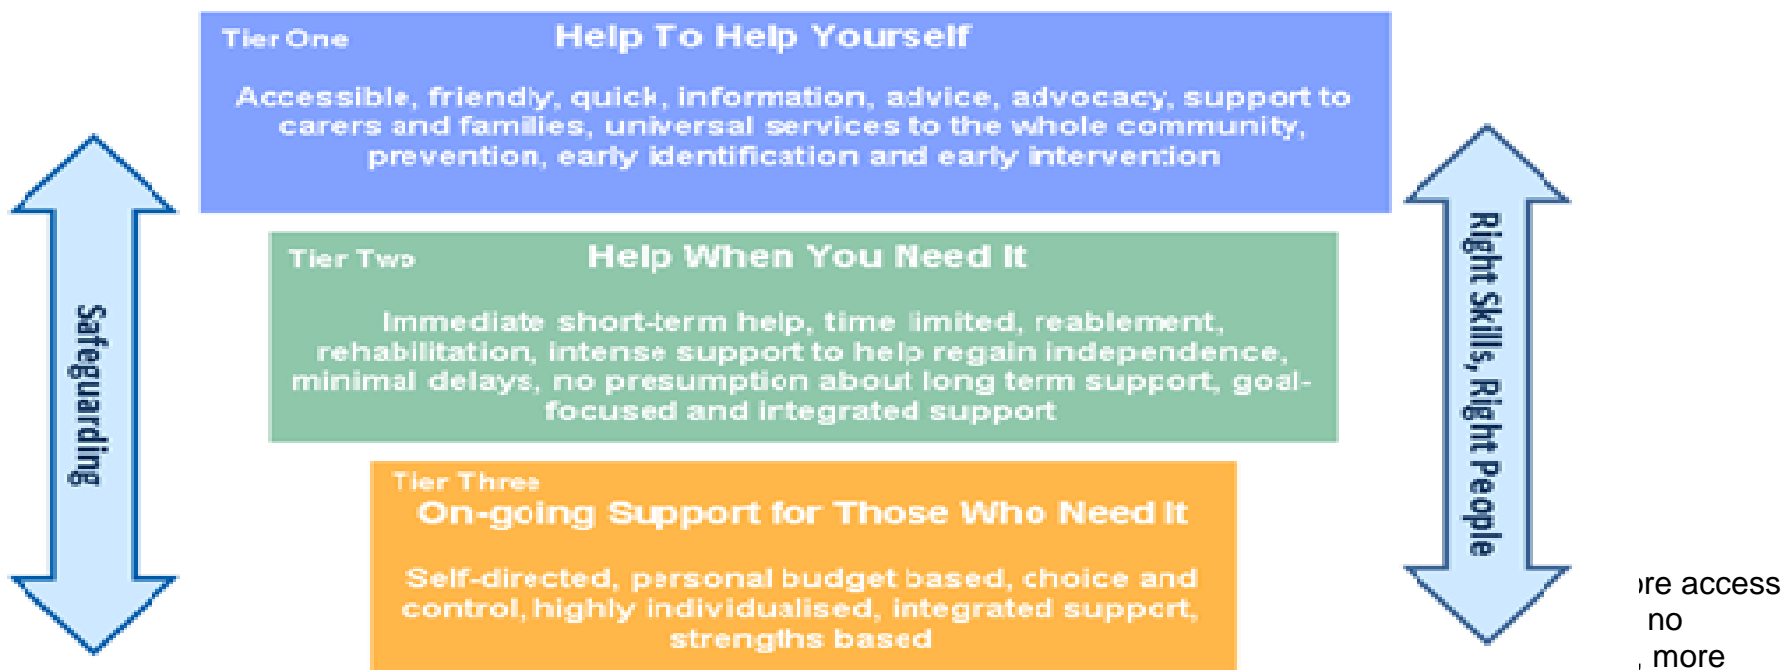 Tier One Help To Help Yourself
Accessible, friendly, quick, information, advice, advocacy, support to
carers and families, universal services to the whole community,
prevention, early identification and early intervention
Safeguarding
Tier Two Help When You Need It
Immediate short-term help, time limited, reablement,
rehabilitation, intense support to help regain independence,
minimal delays, no presumption about long term support, goal-
focused and integrated support
Right Skills, Right People
Tier Three
On-going Support for Those Who Need It
Self-directed, personal budget based, choice and
control, highly individualised, integrated support,
strengths based
access
no
, more